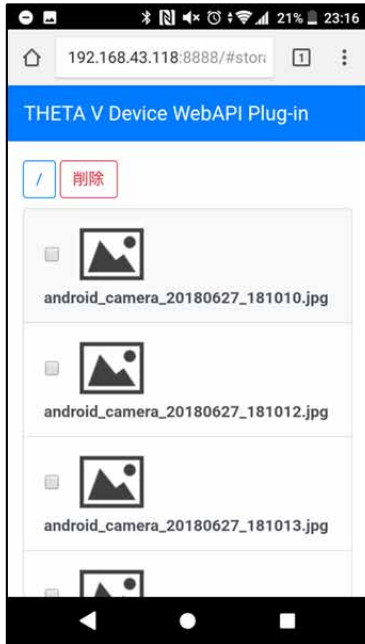 21% 23:16
192.168.43.118:8888/#stora 1
THETA V Device WebAPI Plug-in
/ 削除
android_camera_20180627_181010.jpg
android_camera_20180627_181012.jpg
android_camera_20180627_181013.jpg